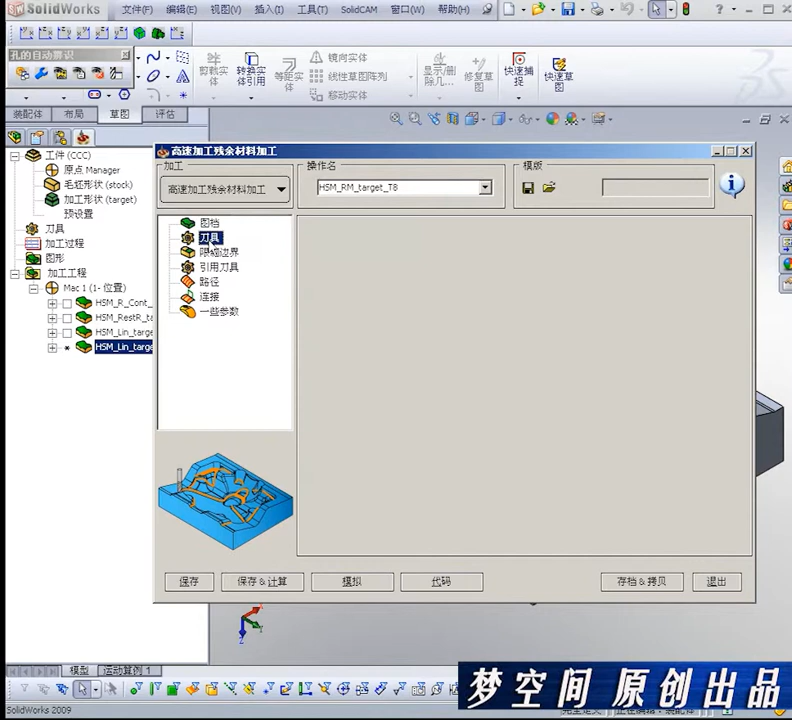 SolidWorks 文件(F) 编辑(E) 视图(V) 插入(I) 工具(T) SolidCAM 窗口(W) 帮助(H)
孔的自动辨识
剪裁实体 转换实体引用 等距实体 镜向实体 线性草图阵列 移动实体 显示/删除几... 修复草图 快速捕捉 快速草图
装配体 布局 草图 评估
工件 (CCC)
原点 Manager
毛坯形状 (stock)
加工形状 (target)
预设置
刀具
加工过程
图形
加工工程
Mac 1 (1- 位置)
HSM_R_Cont_
HSM_RestR_ta
HSM_Lin_targe
HSM_Lin_targe
高速加工残余材料加工
加工 操作名 模版
高速加工残余材料加工 HSM_RM_target_T8
图档
刀具
限制边界
引用刀具
路径
连接
一些参数
保存 保存 & 计算 模拟 代码 存档 & 拷贝 退出
模型 运动算例 1
SolidWorks 2009
梦空间 原创出品